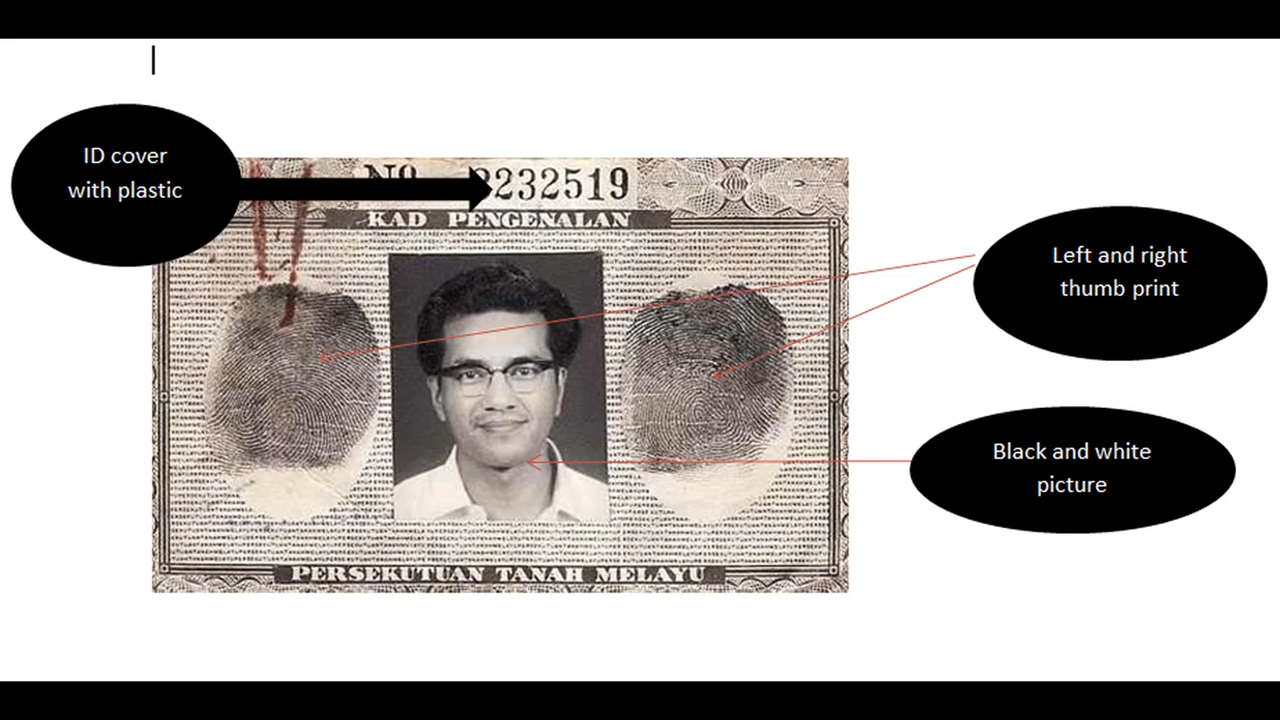 ID cover
with plastic
No 3232519
KAD PENGENALAN
Left and right
thumb print
Black and white
picture
PERSEKUTUAN TANAH MELAYU